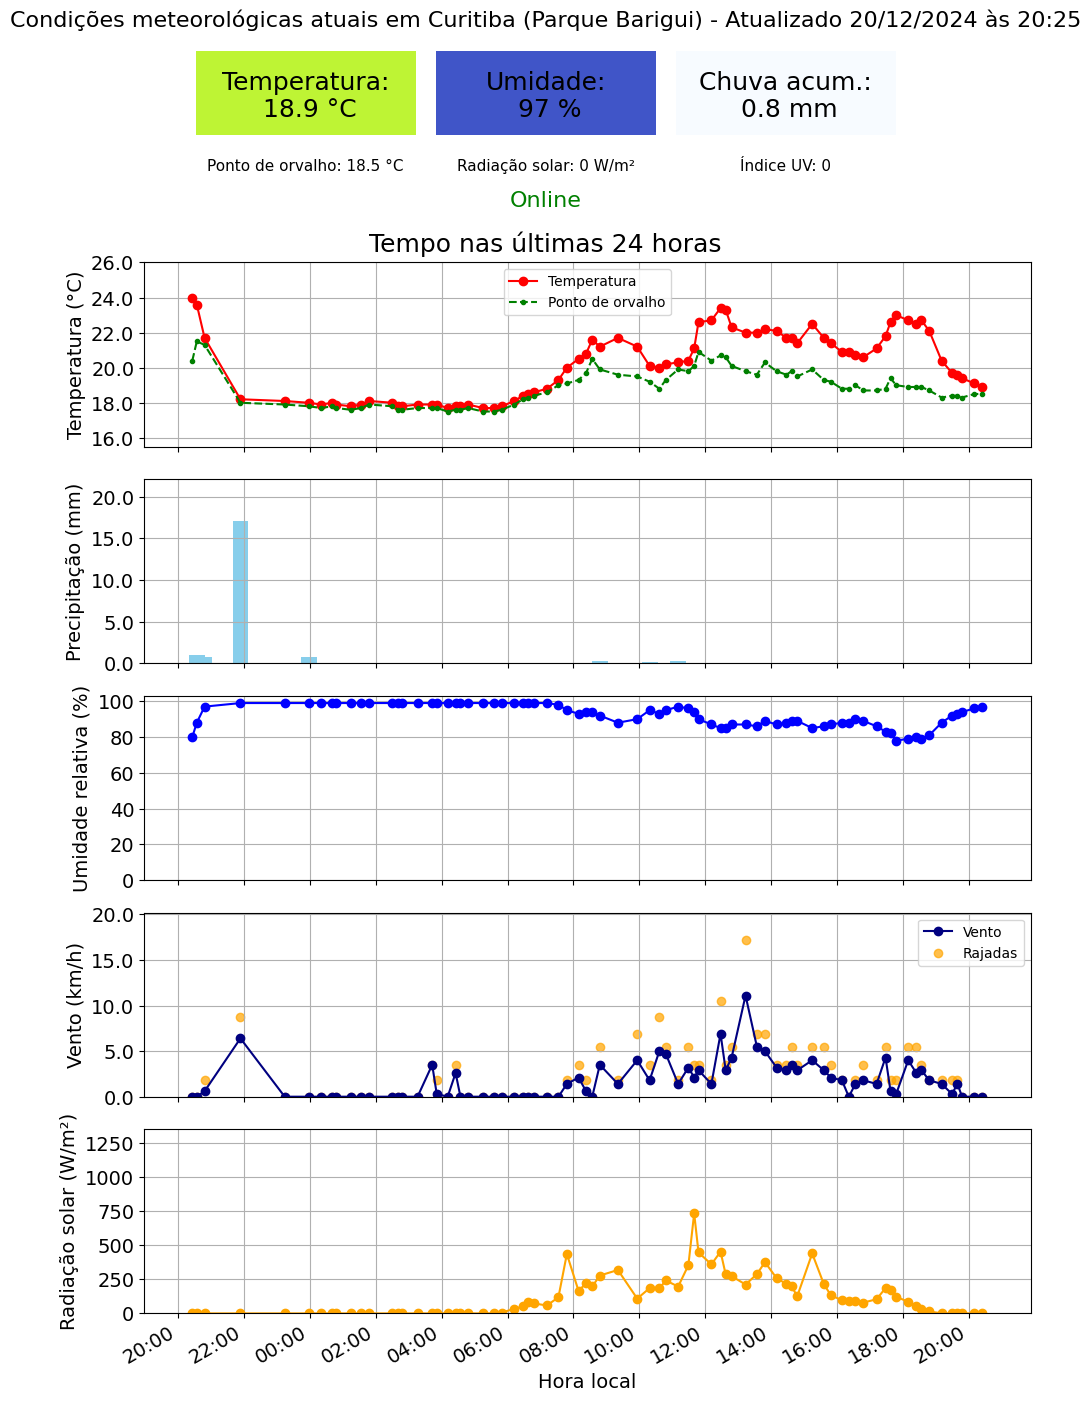 Condições meteorológicas atuais em Curitiba (Parque Barigui) - Atualizado 20/12/2024 às 20:25
Temperatura:
18.9 °C
Umidade:
97 %
Chuva acum.:
0.8 mm
Ponto de orvalho: 18.5 °C
Radiação solar: 0 W/m²
Índice UV: 0
Online
Tempo nas últimas 24 horas
Temperatura (°C)
26.0
24.0
22.0
20.0
18.0
16.0
Temperatura
Ponto de orvalho
Precipitação (mm)
20.0
15.0
10.0
5.0
0.0
Umidade relativa (%)
100
80
60
40
20
0
Vento (km/h)
20.0
15.0
10.0
5.0
0.0
Vento
Rajadas
Radiação solar (W/m²)
1250
1000
750
500
250
0
20:00
22:00
00:00
02:00
04:00
06:00
08:00
10:00
12:00
14:00
16:00
18:00
20:00
Hora local